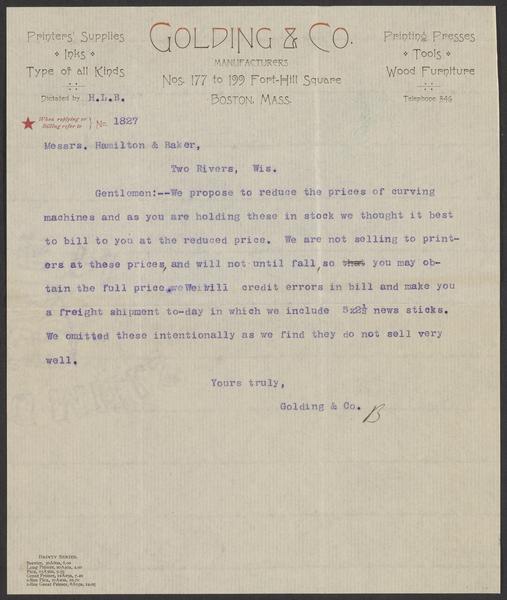 Printers' Supplies
Inks
Type of all Kinds
GOLDING & CO.
MANUFACTURERS
Nos. 177 to 199 Fort-Hill Square
BOSTON, MASS.
Printing Presses
Tools
Wood Furniture
Telephone 846
Dictated by H.L.B.
When replying or billing refer to No. 1827
Messrs. Hamilton & Baker,
Two Rivers, Wis.
Gentlemen:--We propose to reduce the prices of curving
machines and as you are holding these in stock we thought it best
to bill to you at the reduced price. We are not selling to print-
ers at these prices, and will not until fall, so that you may ob-
tain the full price. We will credit errors in bill and make you
a freight shipment to-day in which we include 5x2½ news sticks.
We omitted these intentionally as we find they do not sell very
well.
Yours truly,
Golding & Co. B
DAINTY SERIES.